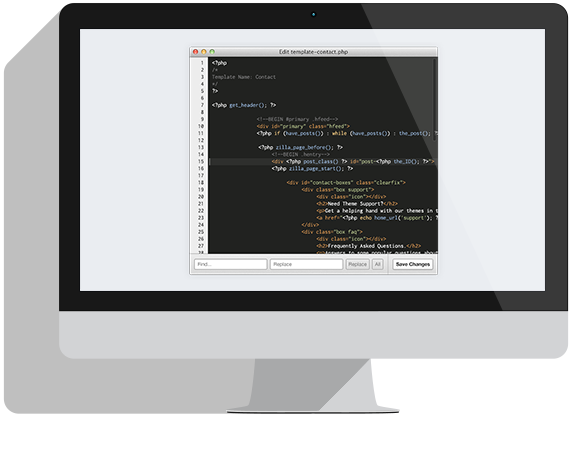 Edit template-contact.php
1 <?php
2 /*
3 Template Name: Contact
4 */
5 ?>
6
7 <?php get_header(); ?>
8
9 <!--BEGIN #primary .hfeed-->
10 <div id="primary" class="hfeed">
11 <?php if (have_posts()) : while (have_posts()) : the_post(); ?
12
13 <?php zilla_page_before(); ?>
14 <!--BEGIN .hentry-->
15 <div <?php post_class() ?> id="post-<?php the_ID(); ?>">
16 <?php zilla_page_start(); ?>
17
18 <div id="contact-boxes" class="clearfix">
19 <div class="box support">
20 <div class="icon"></div>
21 <h2>Need Theme Support?</h2>
22 <p>Get a helping hand with our themes in t
23 <a href="<?php echo home_url('support'); ?
24 </div>
25 <div class="box faq">
26 <div class="icon"></div>
27 <h2>Frequently Asked Questions.</h2>
28 <p>Answers to some popular questions about
Find... Replace Replace All Save Changes